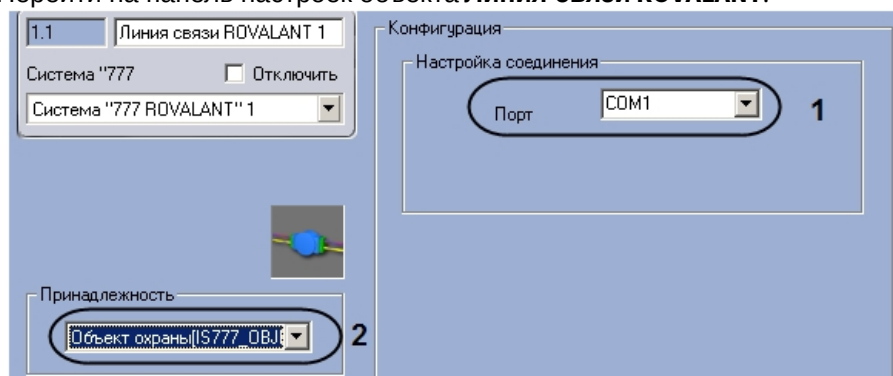 Перейти на панель настроек объекта Линия связи ROVALANT.
1.1 Линия связи ROVALANT 1
Система "777 Отключить
Система "777 ROVALANT" 1
Конфигурация
Настройка соединения
Порт COM1 1
Принадлежность
Объект охраны[IS777_OBJ 2